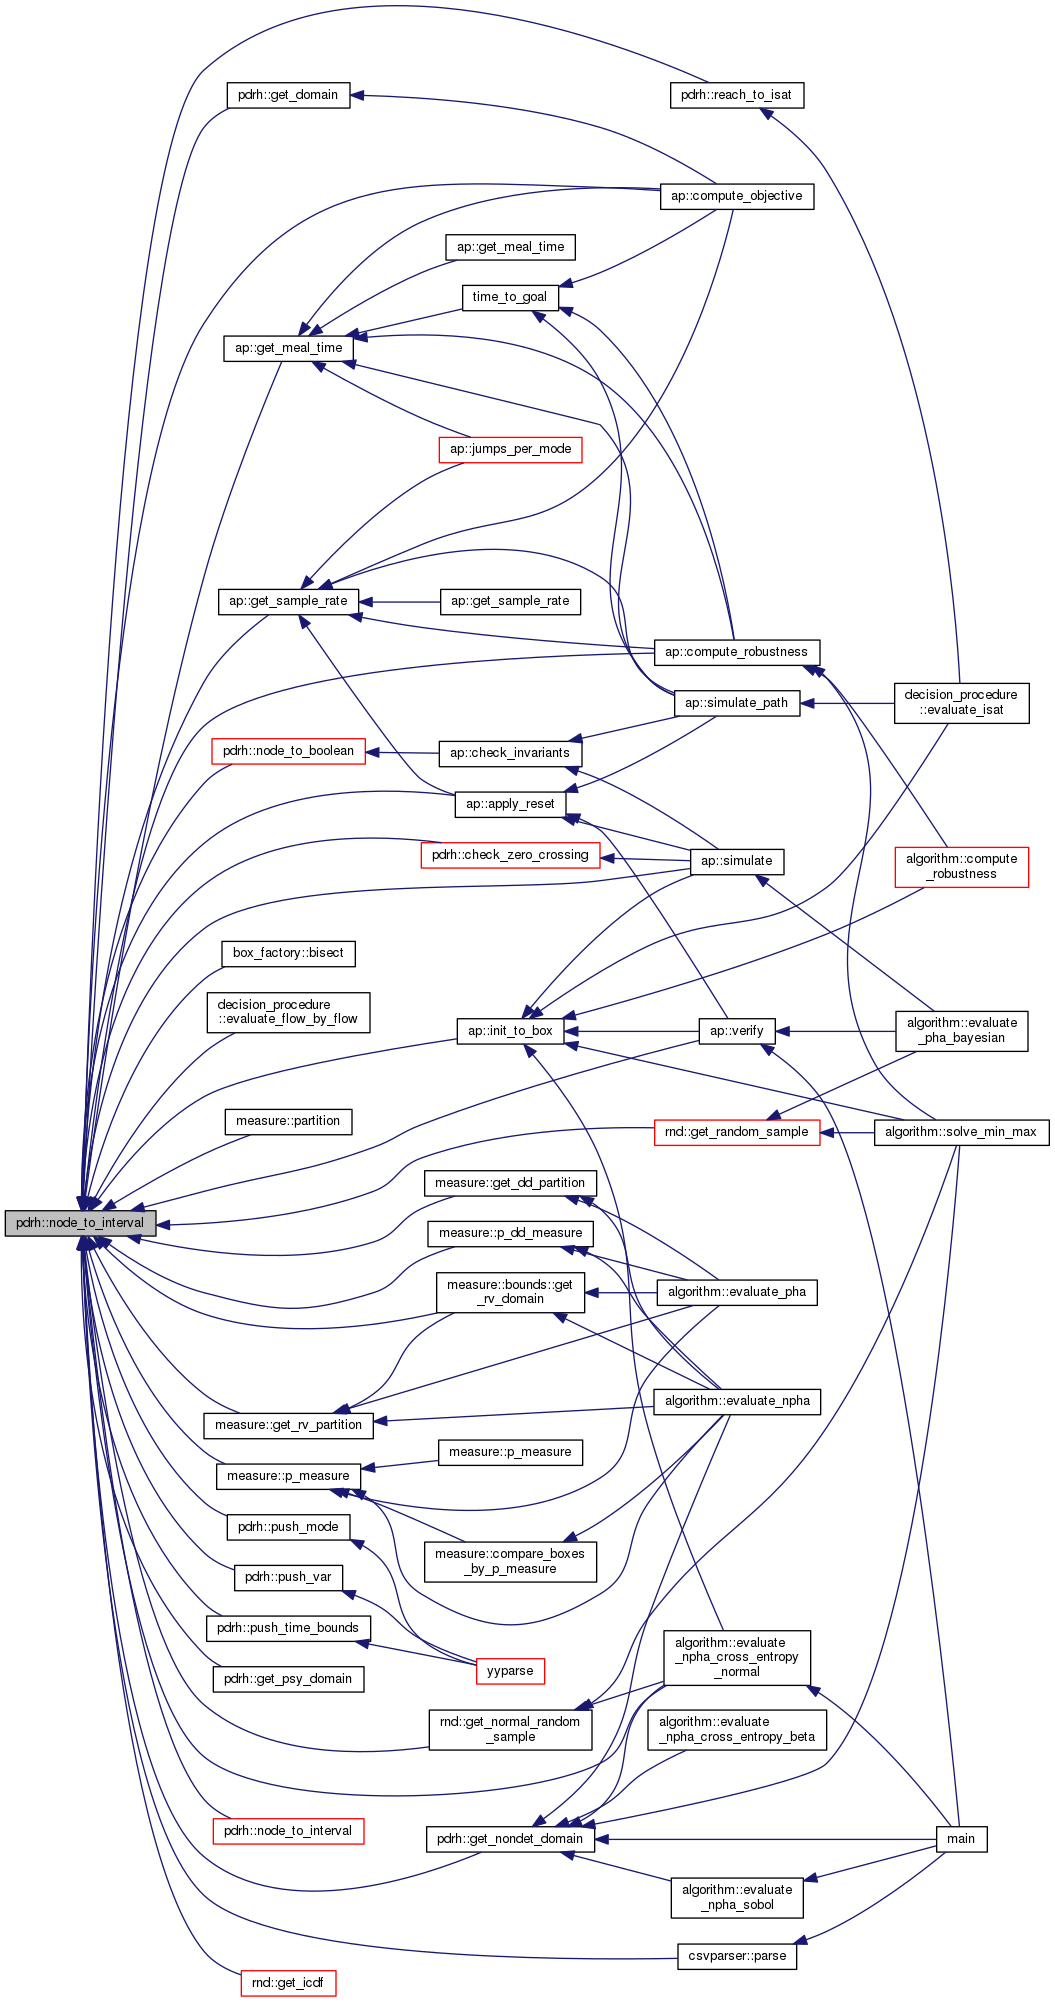 pdrh::get_domain
pdrh::reach_to_isat
ap::compute_objective
ap::get_meal_time
time_to_goal
ap::get_meal_time
ap::jumps_per_mode
ap::get_sample_rate
ap::get_sample_rate
ap::compute_robustness
decision_procedure
::evaluate_isat
ap::simulate_path
pdrh::node_to_boolean
ap::check_invariants
ap::apply_reset
pdrh::check_zero_crossing
ap::simulate
algorithm::compute
_robustness
box_factory::bisect
decision_procedure
::evaluate_flow_by_flow
ap::init_to_box
ap::verify
algorithm::evaluate
_pha_bayesian
measure::partition
rnd::get_random_sample
algorithm::solve_min_max
measure::get_dd_partition
pdrh::node_to_interval
measure::p_dd_measure
measure::bounds::get
_rv_domain
algorithm::evaluate_pha
algorithm::evaluate_npha
measure::get_rv_partition
measure::p_measure
measure::p_measure
pdrh::push_mode
measure::compare_boxes
_by_p_measure
pdrh::push_var
pdrh::push_time_bounds
pdrh::get_psy_domain
yyparse
algorithm::evaluate
_npha_cross_entropy
_normal
rnd::get_normal_random
_sample
algorithm::evaluate
_npha_cross_entropy_beta
pdrh::node_to_interval
pdrh::get_nondet_domain
main
algorithm::evaluate
_npha_sobol
csvparser::parse
rnd::get_icdf